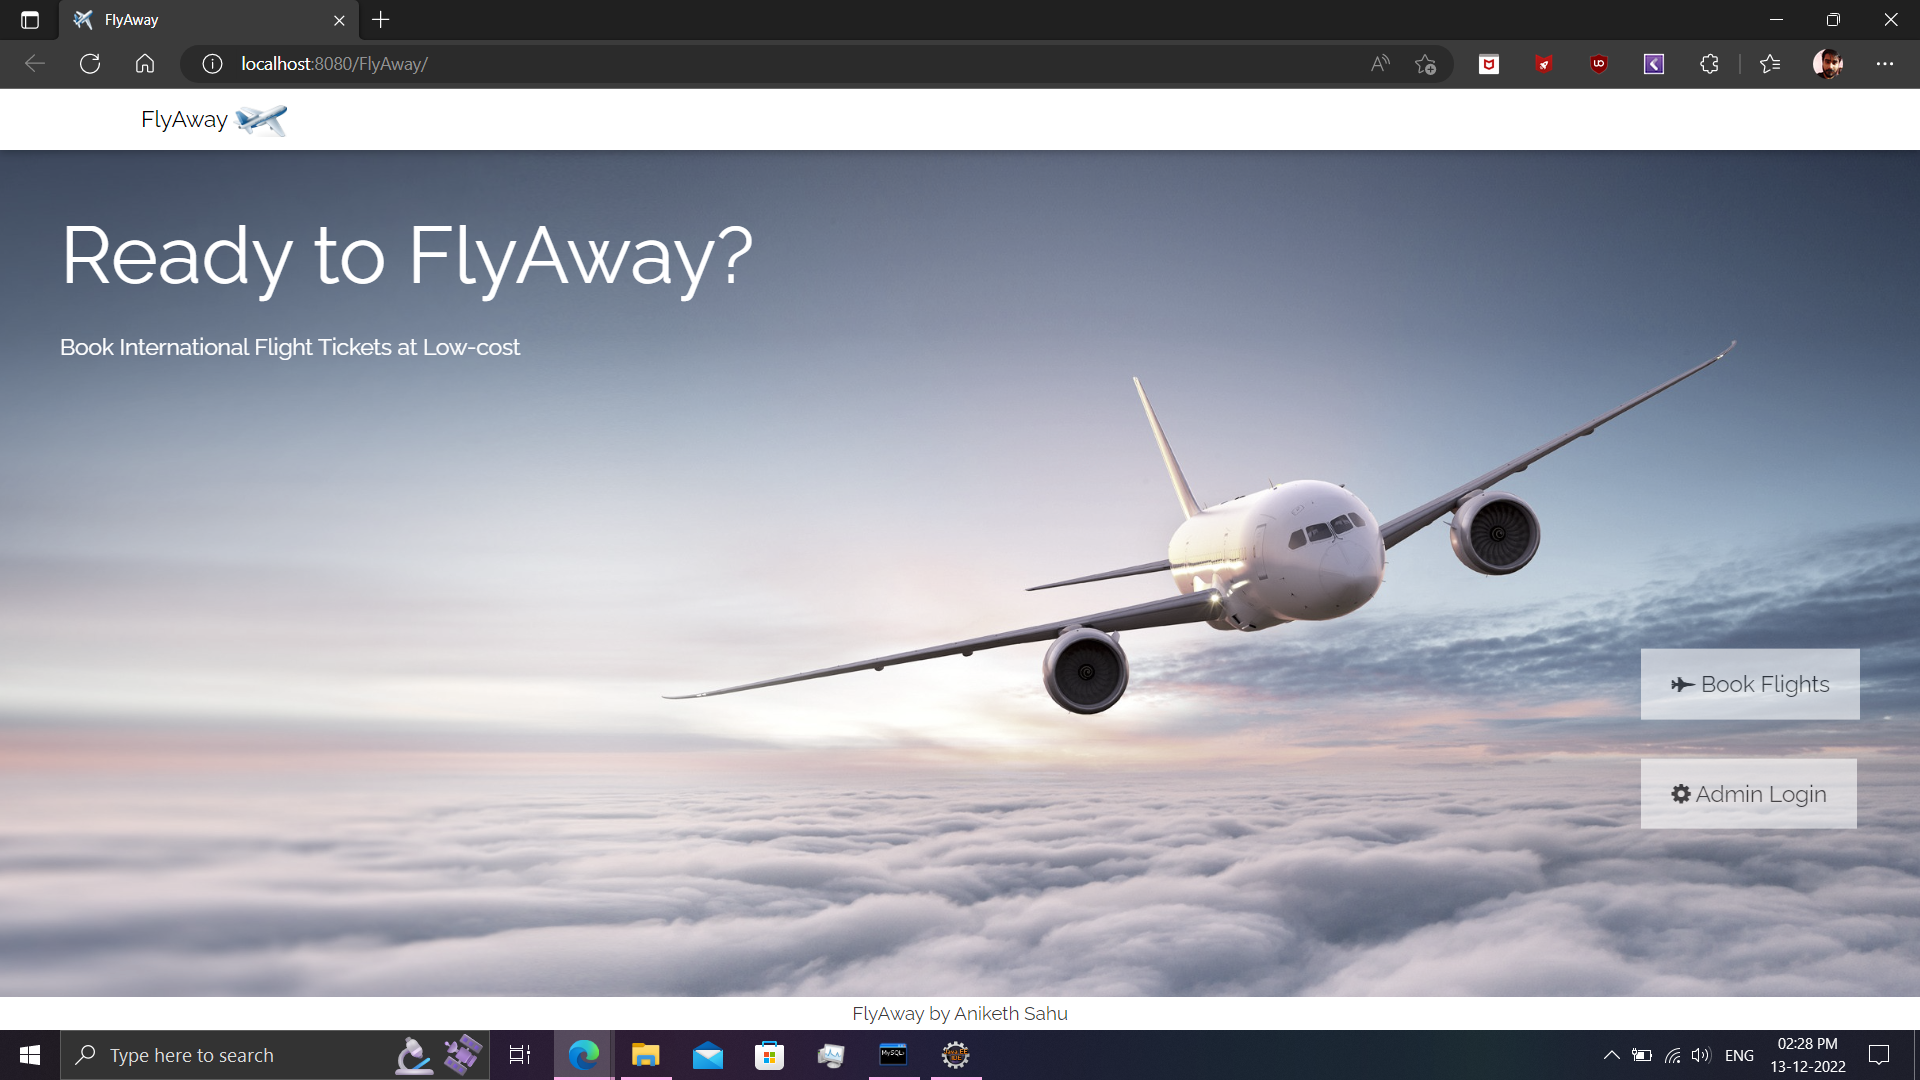 FlyAway
localhost:8080/FlyAway/
FlyAway
Ready to FlyAway?
Book International Flight Tickets at Low-cost
Book Flights
Admin Login
FlyAway by Aniketh Sahu
Type here to search
ENG
02:28 PM
13-12-2022